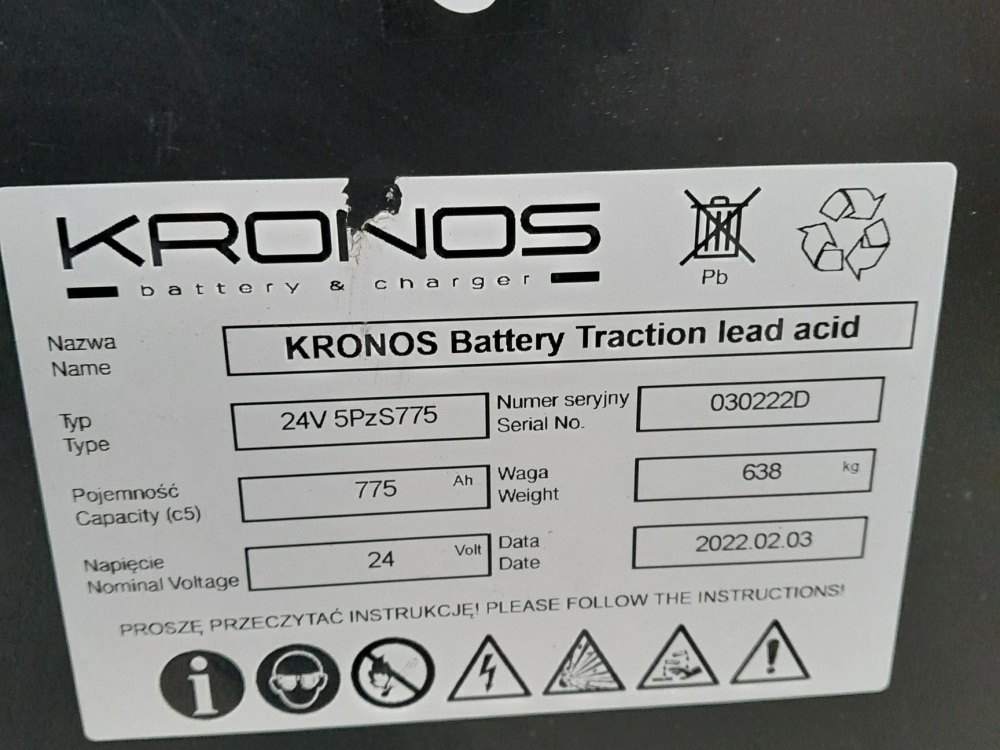 KRONOS
battery & charger
Pb
Nazwa
Name
KRONOS Battery Traction lead acid
Typ
Type
24V 5PzS775
Numer seryjny
Serial No.
030222D
Pojemność
Capacity (c5)
775 Ah
Waga
Weight
638 kg
Napięcie
Nominal Voltage
24 Volt
Data
Date
2022.02.03
PROSZĘ PRZECZYTAĆ INSTRUKCJĘ! PLEASE FOLLOW THE INSTRUCTIONS!